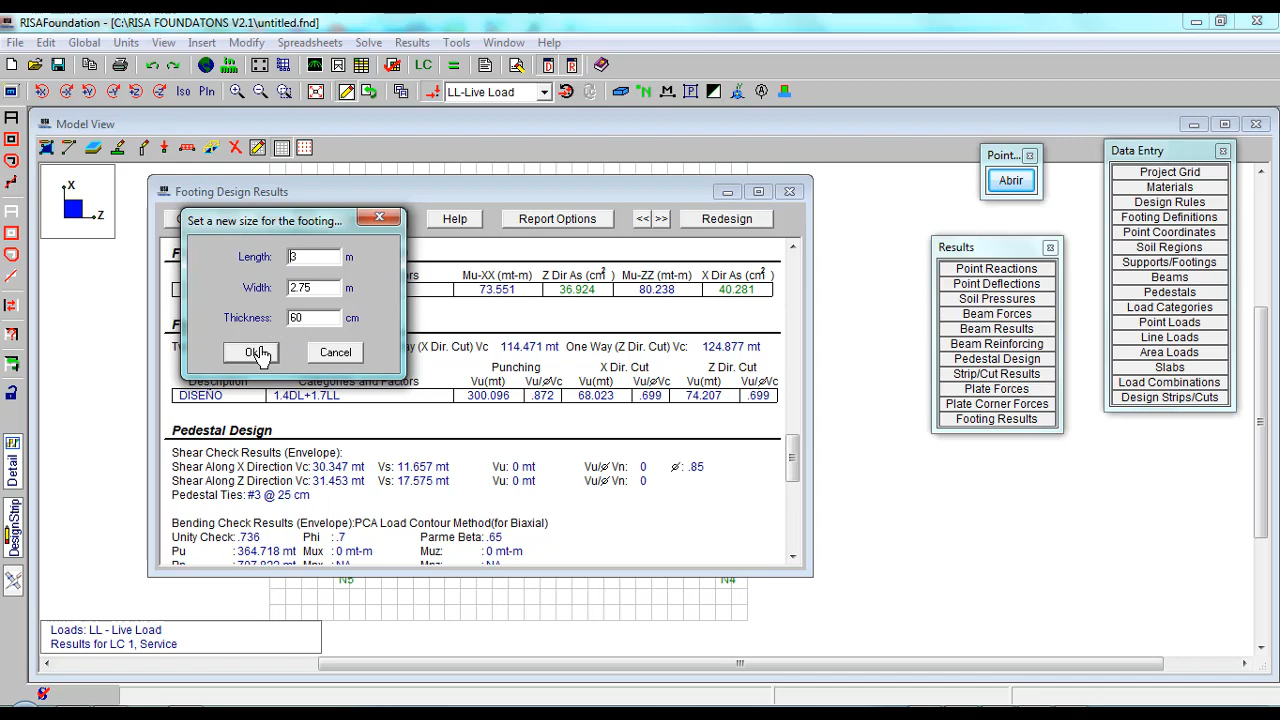 RISAFoundation - [C:\RISA FOUNDATONS V2.1\untitled.fnd]
File Edit Global Units View Insert Modify Spreadsheets Solve Results Tools Window Help
LC
Iso Pln LL-Live Load
Model View
X
Z
Point...
Abrir
Data Entry
Project Grid
Materials
Design Rules
Footing Definitions
Point Coordinates
Soil Regions
Supports/Footings
Beams
Pedestals
Load Categories
Point Loads
Line Loads
Area Loads
Slabs
Load Combinations
Design Strips/Cuts
Results
Point Reactions
Point Deflections
Soil Pressures
Beam Forces
Beam Results
Beam Reinforcing
Pedestal Design
Strip/Cut Results
Plate Forces
Plate Corner Forces
Footing Results
Footing Design Results
Help Report Options << >> Redesign
Set a new size for the footing...
Length: 3 m
Width: 2.75 m
Thickness: 60 cm
Cancel
Mu-XX (mt-m) Z Dir As (cm²) Mu-ZZ (mt-m) X Dir As (cm²)
73.551 36.924 80.238 40.281
(X Dir. Cut) Vc 114.471 mt One Way (Z Dir. Cut) Vc 124.877 mt
Punching X Dir. Cut Z Dir. Cut
Description Categories and Factors Vu(mt) Vu/∅Vc Vu(mt) Vu/∅Vc Vu(mt) Vu/∅Vc
DISEÑO 1.4DL+1.7LL 300.096 .872 68.023 .699 74.207 .699
Pedestal Design
Shear Check Results (Envelope):
Shear Along X Direction Vc: 30.347 mt Vs: 11.657 mt Vu: 0 mt Vu/∅Vn: 0 ∅: .85
Shear Along Z Direction Vc: 31.453 mt Vs: 17.575 mt Vu: 0 mt Vu/∅Vn: 0
Pedestal Ties: #3 @ 25 cm
Bending Check Results (Envelope):PCA Load Contour Method(for Biaxial)
Unity Check: .736 Phi : .7 Parme Beta: .65
Pu : 364.718 mt Mux : 0 mt-m Muz: : 0 mt-m
N5 N4
Loads: LL - Live Load
Results for LC 1, Service
Detail
DesignStrip